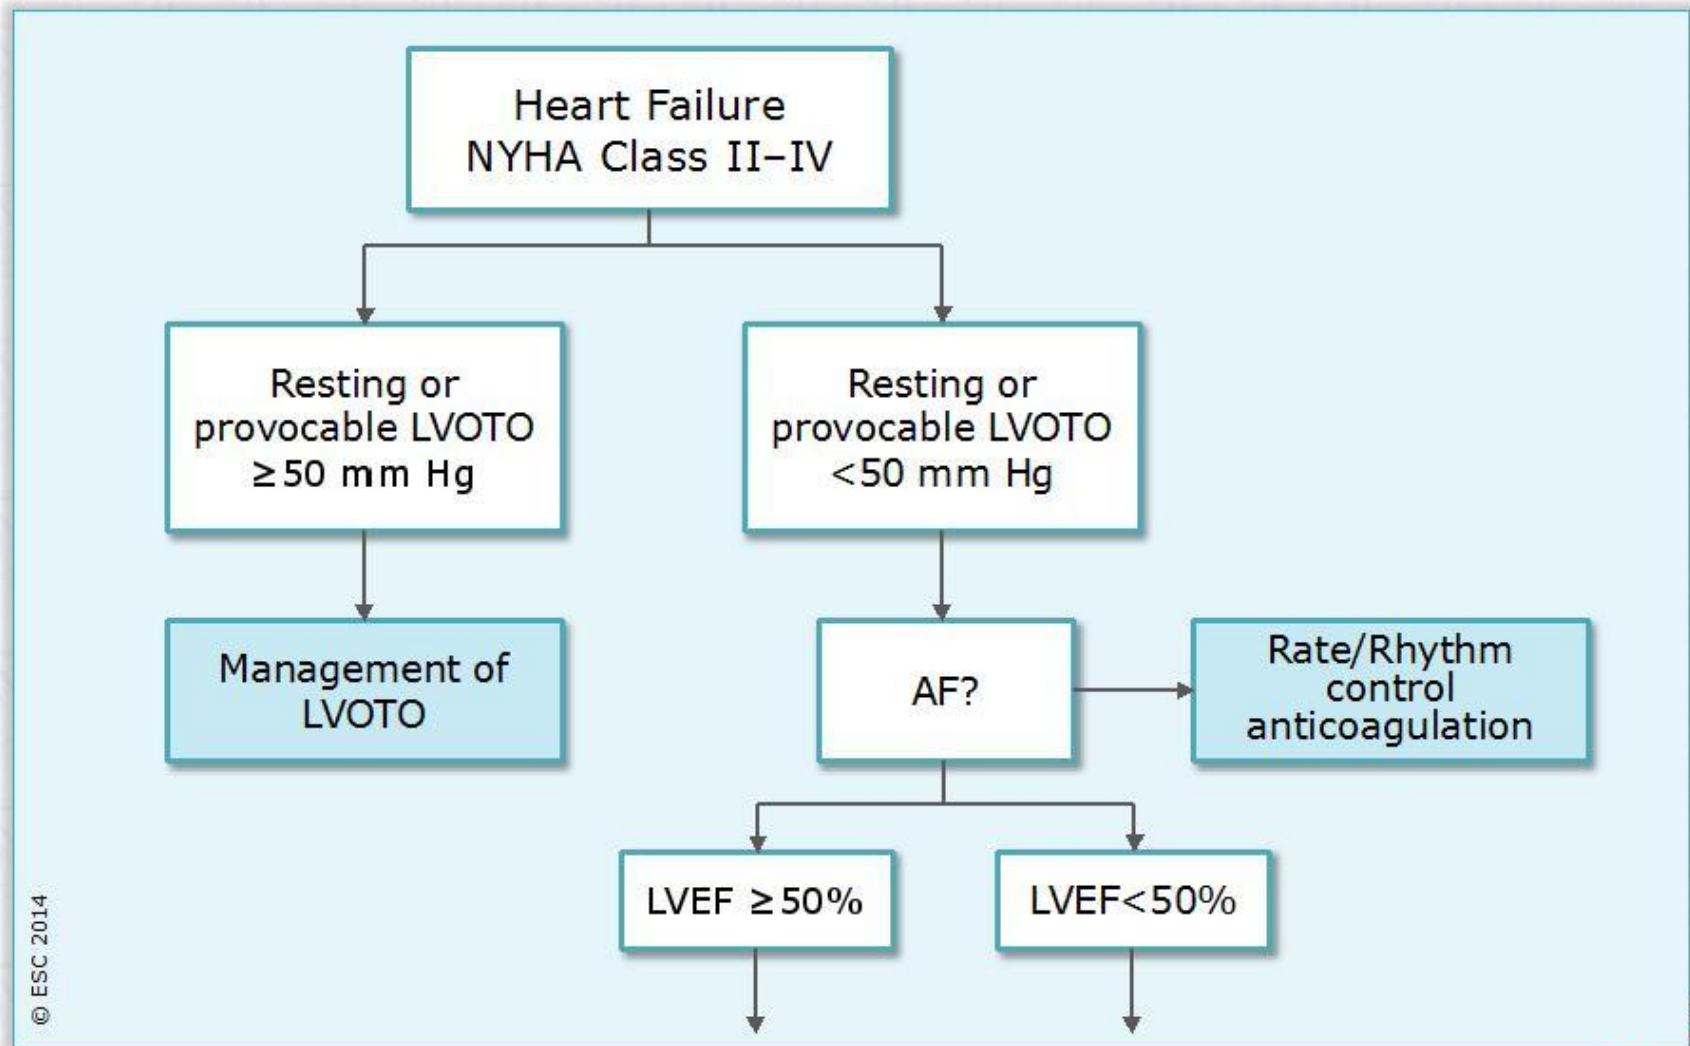 Heart Failure
NYHA Class II–IV
Resting or
provocable LVOTO
≥50 mm Hg
Resting or
provocable LVOTO
<50 mm Hg
Management of
LVOTO
AF?
Rate/Rhythm
control
anticoagulation
LVEF ≥50%
LVEF<50%
© ESC 2014